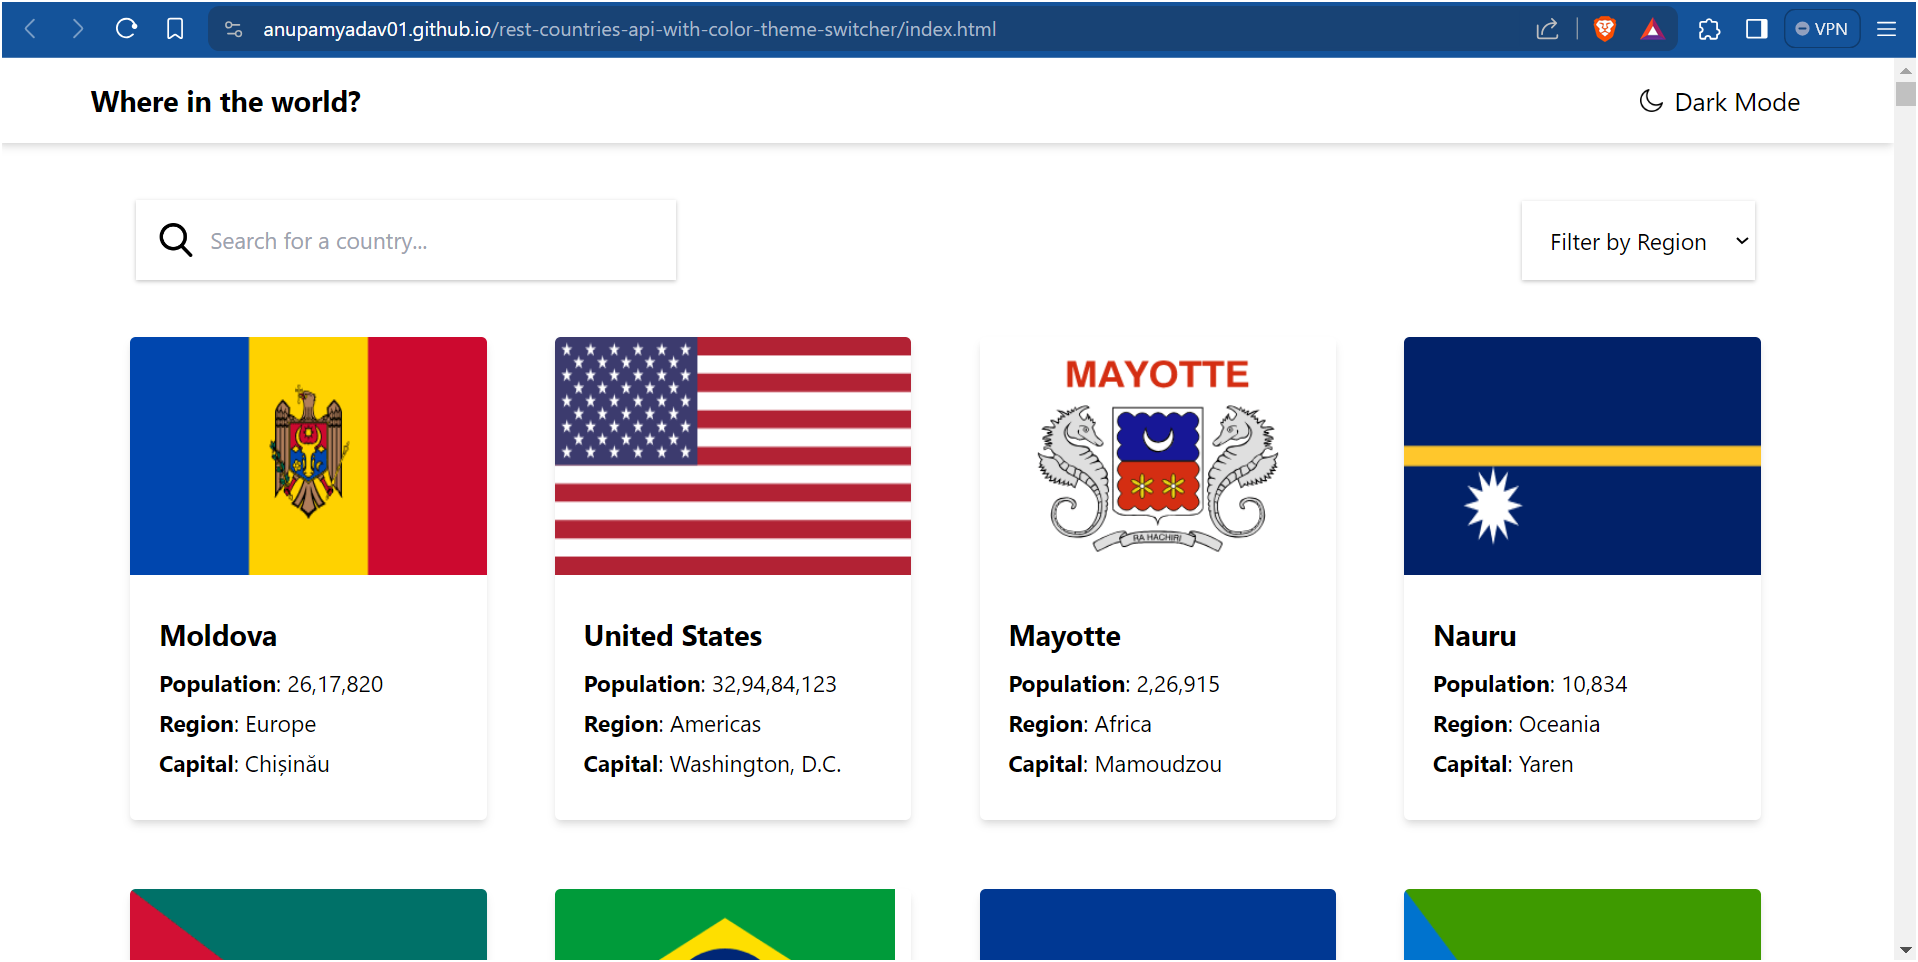 anupamyadav01.github.io/rest-countries-api-with-color-theme-switcher/index.html
VPN
Where in the world?
Dark Mode
Search for a country...
Filter by Region
MAYOTTE
RA HACHIRI
Moldova
Population: 26,17,820
Region: Europe
Capital: Chișinău
United States
Population: 32,94,84,123
Region: Americas
Capital: Washington, D.C.
Mayotte
Population: 2,26,915
Region: Africa
Capital: Mamoudzou
Nauru
Population: 10,834
Region: Oceania
Capital: Yaren